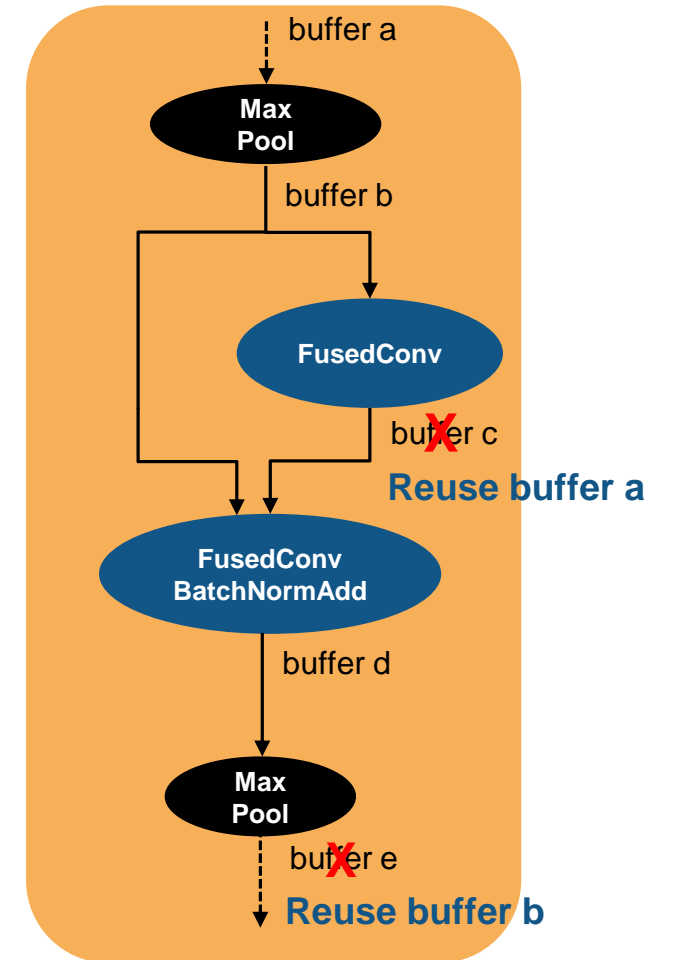 buffer a
Max
Pool
buffer b
FusedConv
buffer c
X
Reuse buffer a
FusedConv
BatchNormAdd
buffer d
Max
Pool
buffer e
X
Reuse buffer b